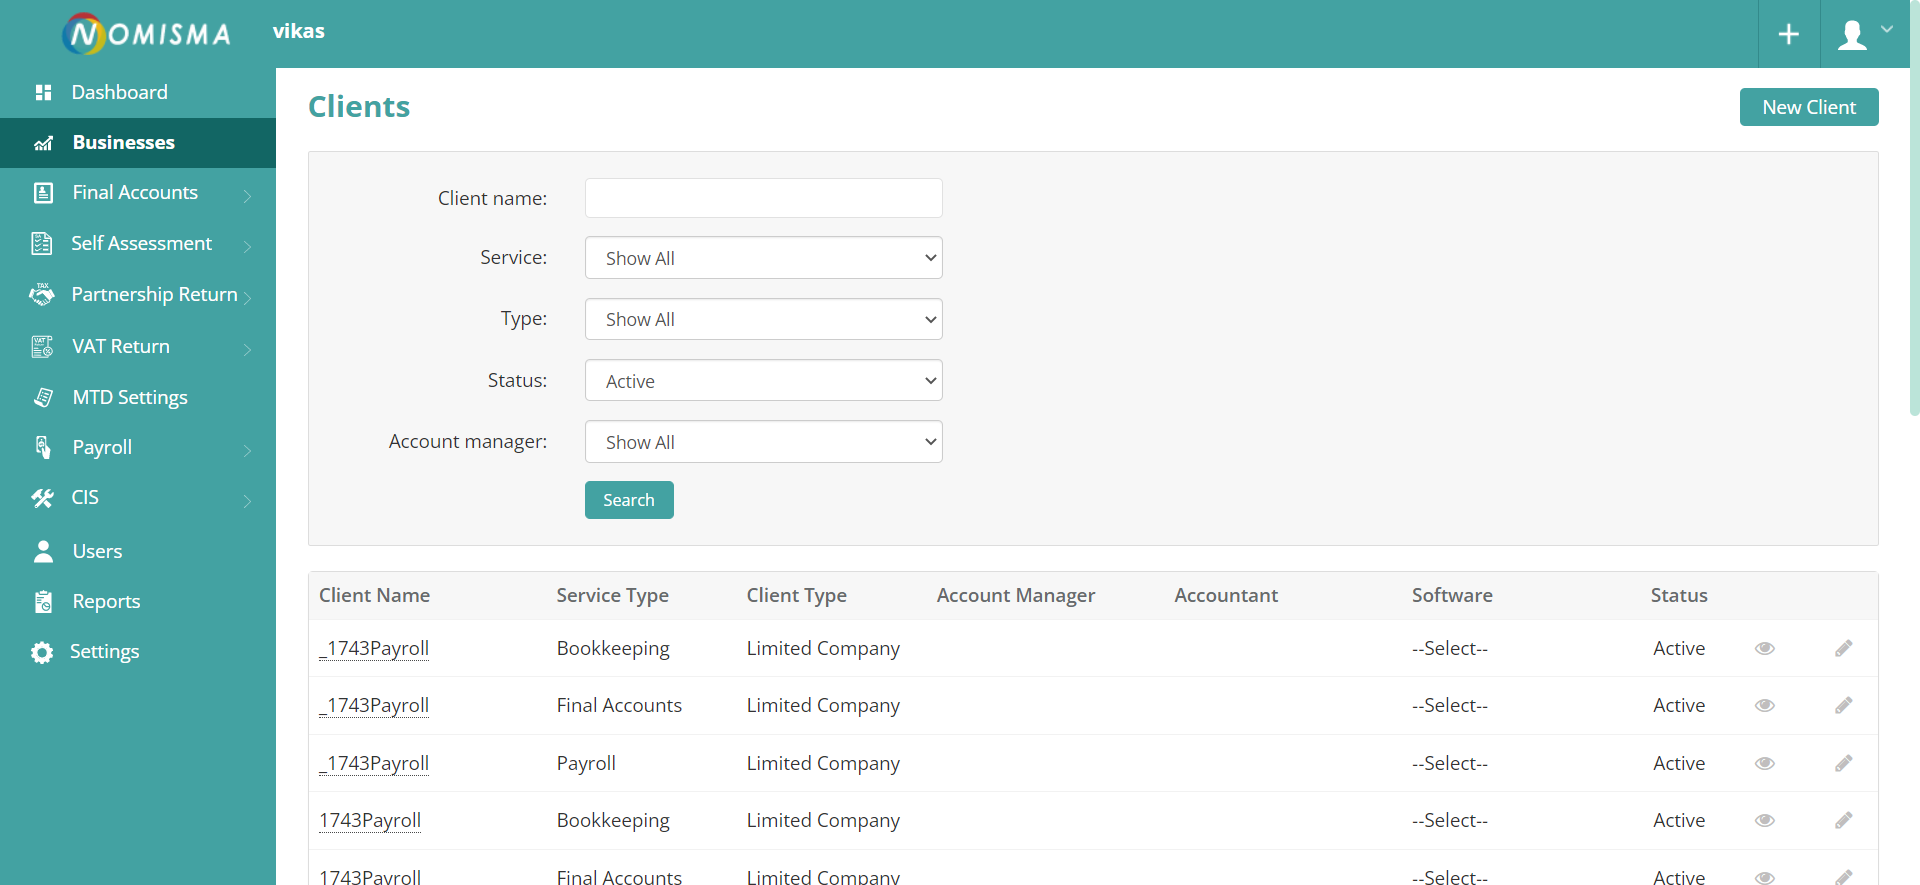 NOMISMA
vikas
Dashboard
Businesses
Final Accounts
Self Assessment
TAX
Partnership Return
VAT
VAT Return
MTD Settings
Payroll
CIS
Users
Reports
Settings
Clients
New Client
Client name:
Service: Show All
Type: Show All
Status: Active
Account manager: Show All
Search
Client Name Service Type Client Type Account Manager Accountant Software Status
_1743Payroll Bookkeeping Limited Company --Select-- Active
_1743Payroll Final Accounts Limited Company --Select-- Active
_1743Payroll Payroll Limited Company --Select-- Active
1743Payroll Bookkeeping Limited Company --Select-- Active
1743Payroll Final Accounts Limited Company --Select-- Active